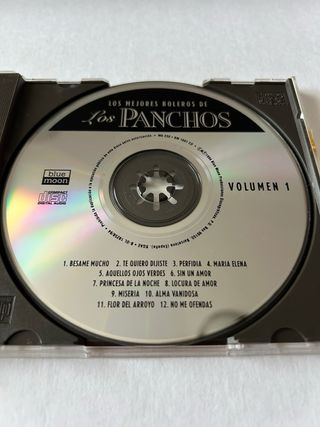 LOS MEJORES BOLEROS DE
Los PANCHOS
blue
moon
COMPACT
disc
DIGITAL AUDIO
VOLUMEN 1
1. BESAME MUCHO 2. TE QUIERO DIJISTE 3. PERFIDIA 4. MARIA ELENA
5. AQUELLOS OJOS VERDES 6. SIN UN AMOR
7. PRINCESA DE LA NOCHE 8. LOCURA DE AMOR
9. MISERIA 10. ALMA VANIDOSA
11. FLOR DEL ARROYO 12. NO ME OFENDAS